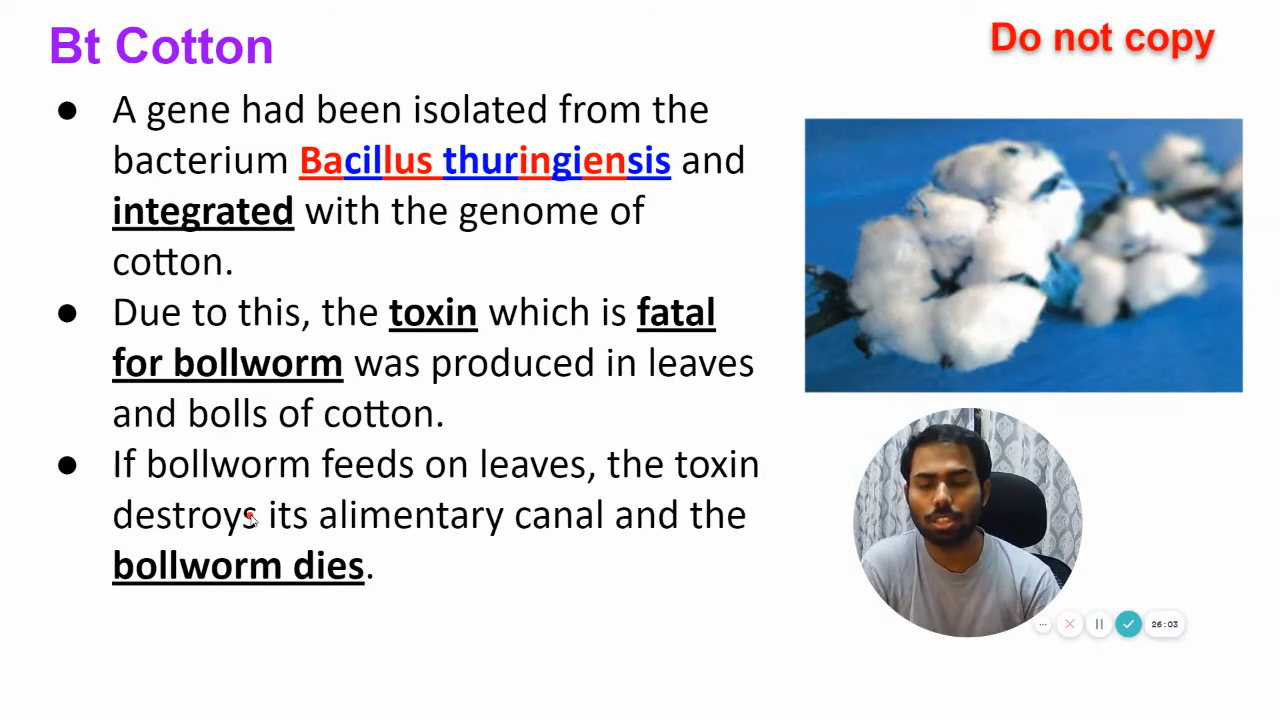 Bt Cotton
Do not copy
● A gene had been isolated from the
bacterium Bacillus thuringiensis and
integrated with the genome of
cotton.
● Due to this, the toxin which is fatal
for bollworm was produced in leaves
and bolls of cotton.
● If bollworm feeds on leaves, the toxin
destroys its alimentary canal and the
bollworm dies.
26:03